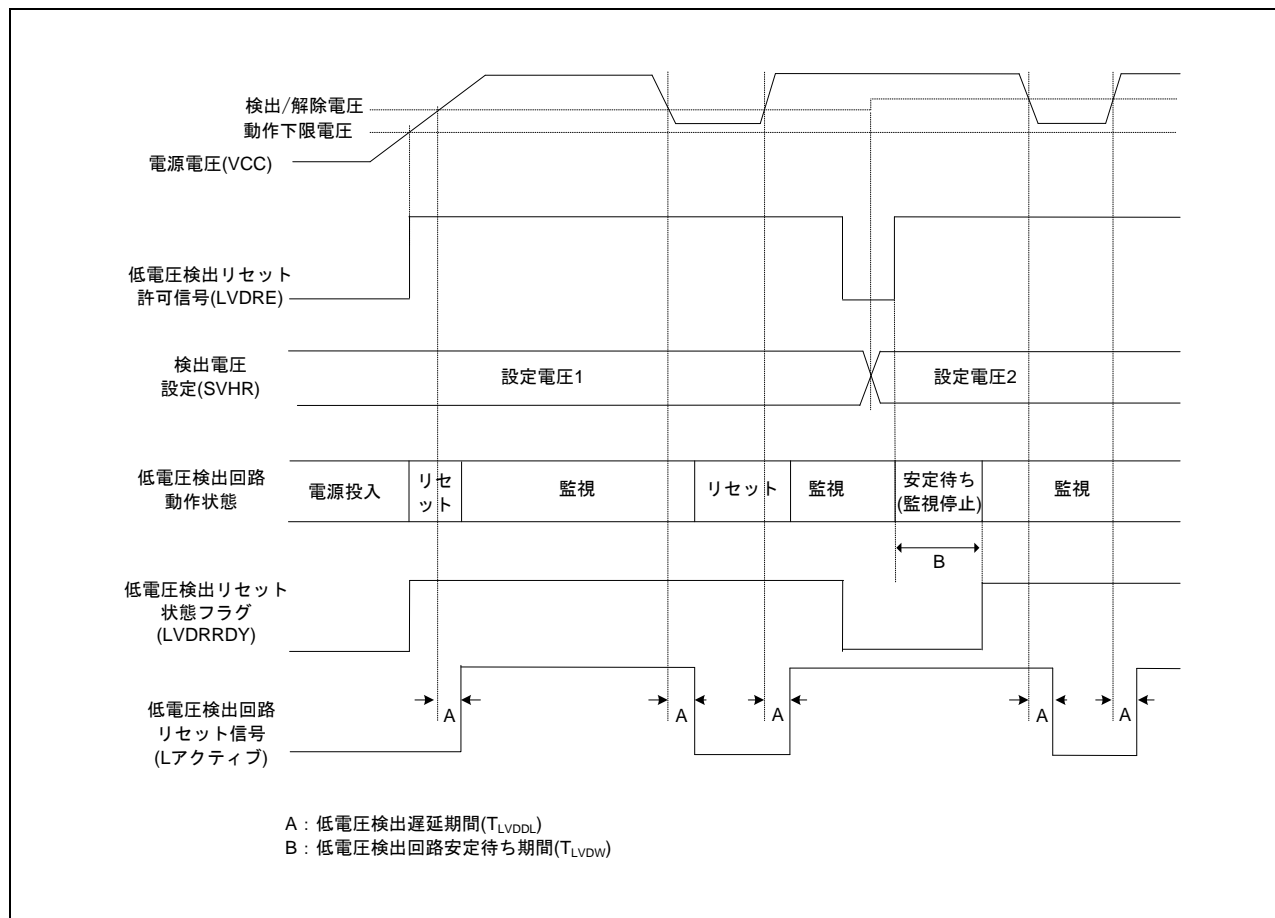 検出/解除電圧
動作下限電圧
電源電圧(VCC)
低電圧検出リセット
許可信号(LVDRE)
検出電圧
設定(SVHR)
設定電圧1
設定電圧2
低電圧検出回路
動作状態
電源投入
リセ
ット
監視
リセット
監視
安定待ち
(監視停止)
監視
B
低電圧検出リセット
状態フラグ
(LVDRRDY)
低電圧検出回路
リセット信号
(Lアクティブ)
A
A
A
A
A
A：低電圧検出遅延期間(TLVDDL)
B：低電圧検出回路安定待ち期間(TLVDW)